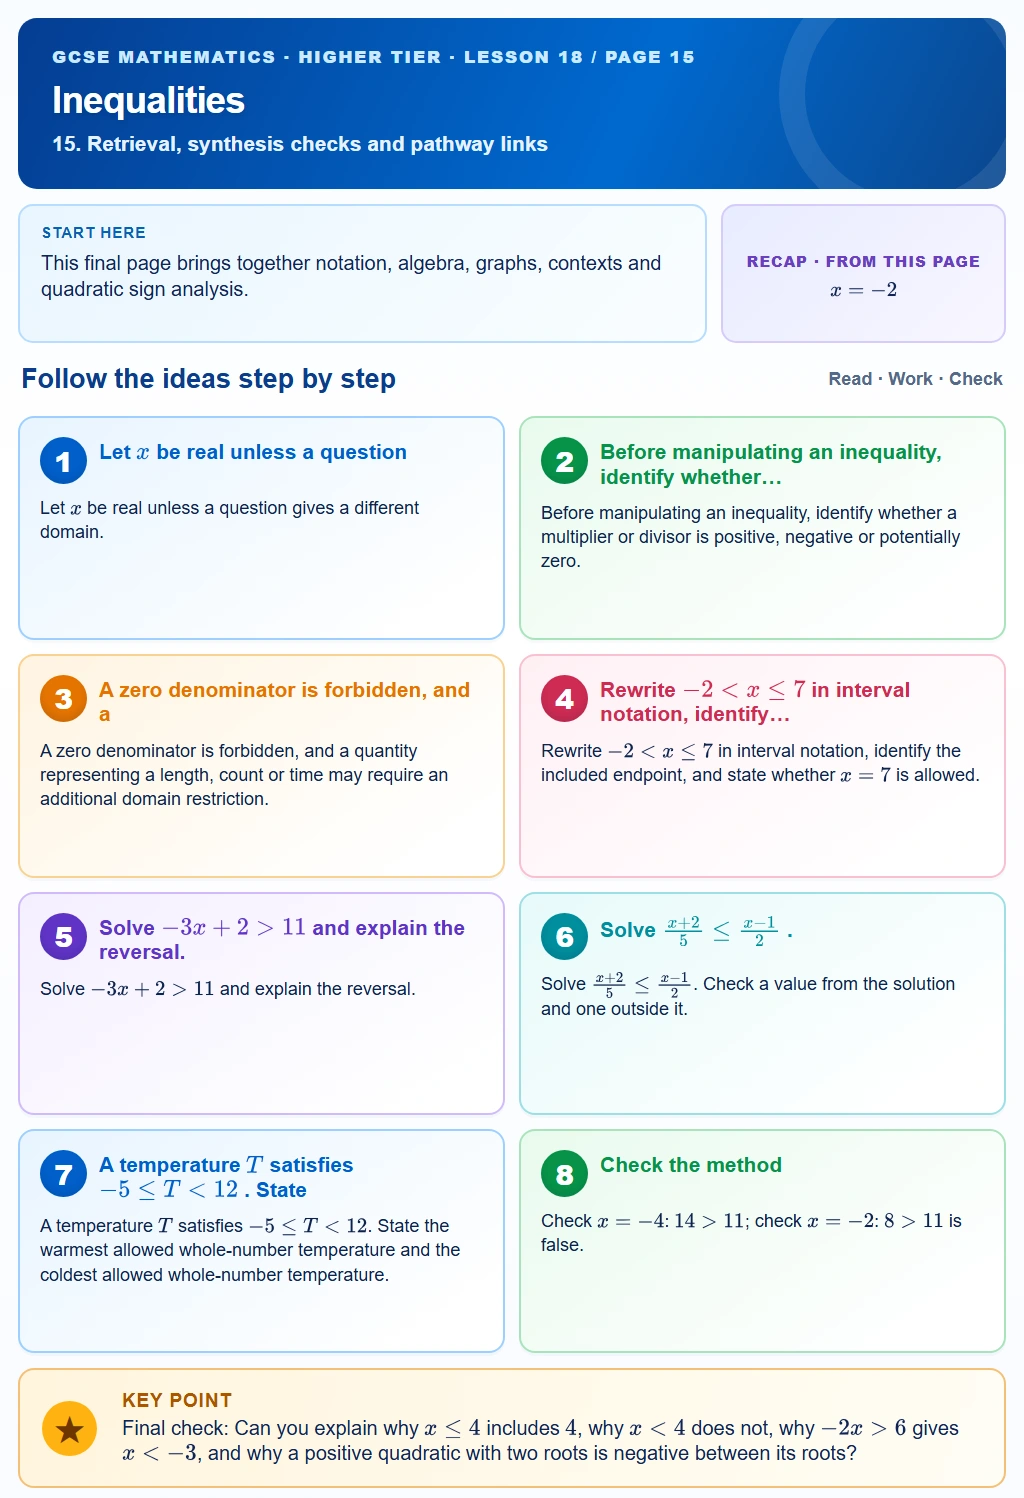 GCSE MATHEMATICS · HIGHER TIER · LESSON 18 / PAGE 15
Inequalities
15. Retrieval, synthesis checks and pathway links
START HERE
This final page brings together notation, algebra, graphs, contexts and
quadratic sign analysis.
RECAP · FROM THIS PAGE
x = −2
Follow the ideas step by step
Read · Work · Check
1
Let x be real unless a question
Let x be real unless a question gives a different
domain.
2
Before manipulating an inequality,
identify whether…
Before manipulating an inequality, identify whether a
multiplier or divisor is positive, negative or potentially
zero.
3
A zero denominator is forbidden, and
a
A zero denominator is forbidden, and a quantity
representing a length, count or time may require an
additional domain restriction.
4
Rewrite −2 < x ≤ 7 in interval
notation, identify…
Rewrite −2 < x ≤ 7 in interval notation, identify the
included endpoint, and state whether x = 7 is allowed.
5
Solve −3x + 2 > 11 and explain the
reversal.
Solve −3x + 2 > 11 and explain the reversal.
6
Solve (x+2)/5 ≤ (x−1)/2 .
Solve (x+2)/5 ≤ (x−1)/2. Check a value from the solution
and one outside it.
7
A temperature T satisfies
−5 ≤ T < 12 . State
A temperature T satisfies −5 ≤ T < 12. State the
warmest allowed whole-number temperature and the
coldest allowed whole-number temperature.
8
Check the method
Check x = −4: 14 > 11; check x = −2: 8 > 11 is
false.
KEY POINT
Final check: Can you explain why x ≤ 4 includes 4, why x < 4 does not, why −2x > 6 gives
x < −3, and why a positive quadratic with two roots is negative between its roots?